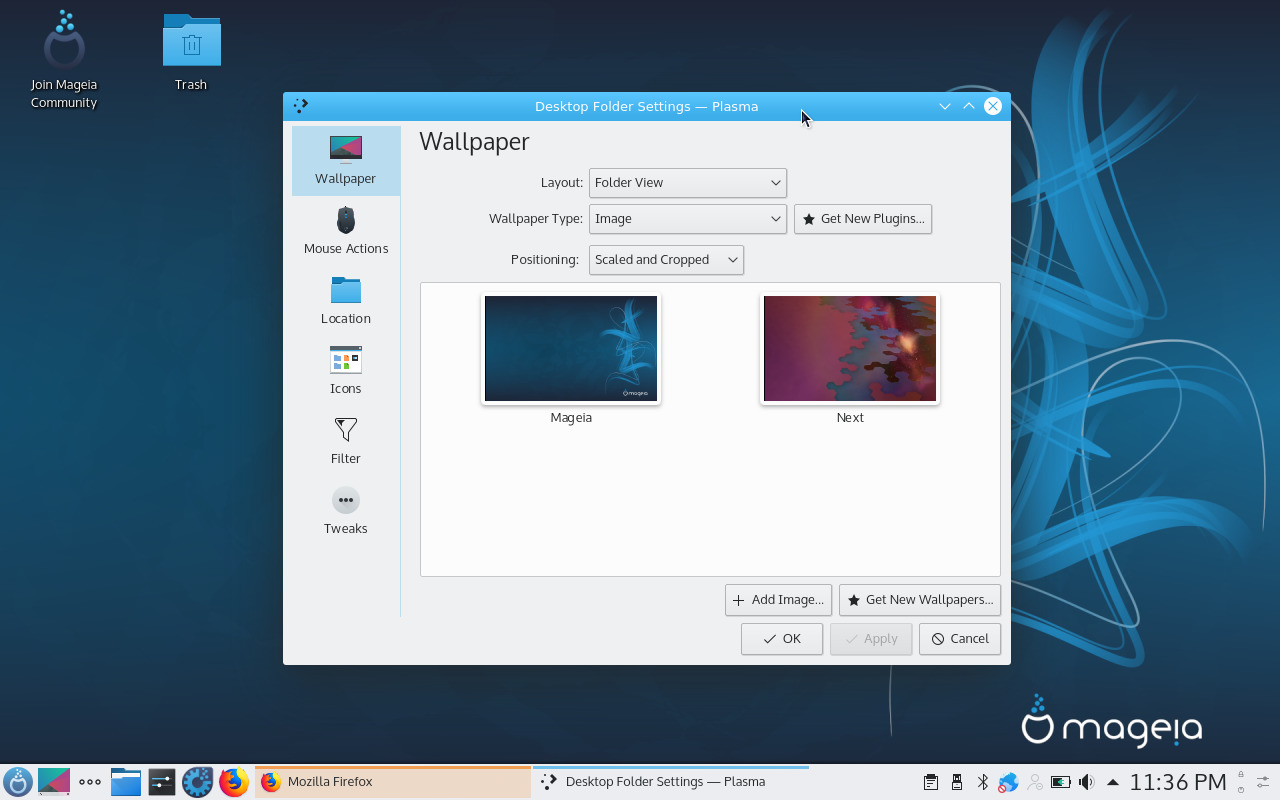 Join Mageia
Community
Trash
Desktop Folder Settings — Plasma
Wallpaper
Mouse Actions
Location
Icons
Filter
Tweaks
Wallpaper
Layout: Folder View
Wallpaper Type: Image Get New Plugins...
Positioning: Scaled and Cropped
mageia
Mageia Next
Add Image... Get New Wallpapers...
OK Apply Cancel
mageia
Mozilla Firefox Desktop Folder Settings — Plasma 11:36 PM